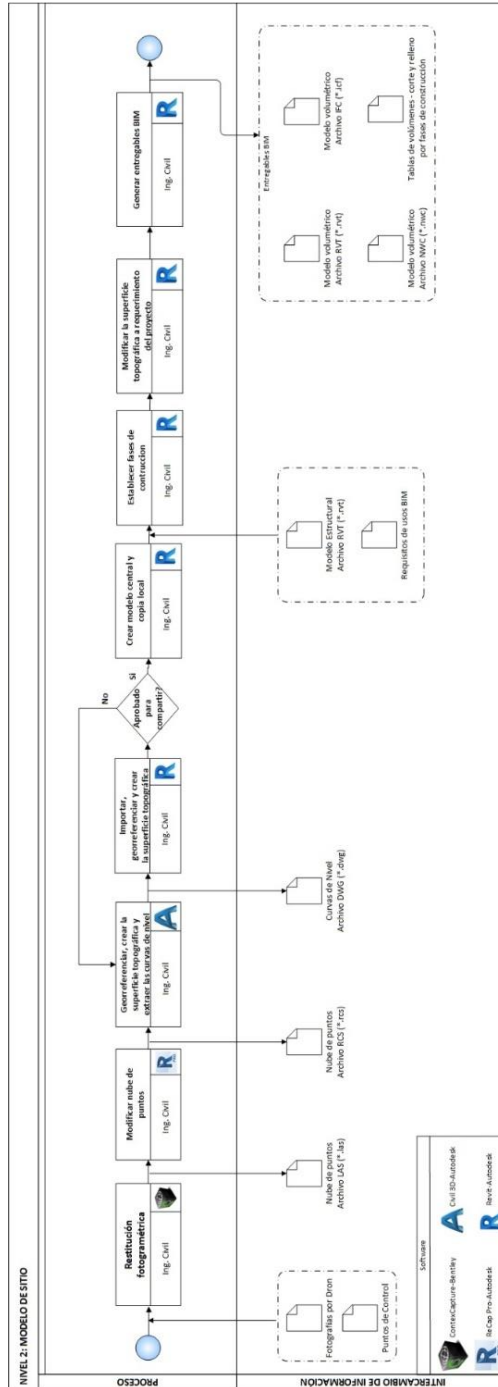 NIVEL 2: MODELO DE SITIO
PROCESO
Restitución
fotogramétrica
Ing. Civil
Modificar nube de
puntos
Ing. Civil
Georreferenciar, crear la
superficie topográfica y
extraer las curvas de nivel
Ing. Civil
Importar,
georreferenciar y crear
la superficie topográfica
Ing. Civil
Aprobado
para
compartir?
No
Si
Crear modelo central y
copia local
Ing. Civil
Establecer fases de
contruccion
Ing. Civil
Modificar la superficie
topográfica a requerimiento
del proyecto
Ing. Civil
Generar entregables BIM
Ing. Civil
INTERCAMBIO DE INFORMACION
Fotografías por Dron
Puntos de Control
Nube de puntos
Archivo LAS (*.las)
Nube de puntos
Archivo RCS (*.rcs)
Curvas de Nivel
Archivo DWG (*.dwg)
Modelo Estructural
Archivo RVT (*.rvt)
Requisitos de usos BIM
Entregables BIM
Modelo volumétrico
Archivo RVT (*.rvt)
Modelo volumétrico
Archivo IFC (*.icf)
Modelo volumétrico
Archivo NWC (*.nwc)
Tablas de volúmenes - corte y relleno
por fases de construcción
Software
ContexCapture-Bentley
Civil 3D-Autodesk
ReCap Pro-Autodesk
Revit-Autodesk